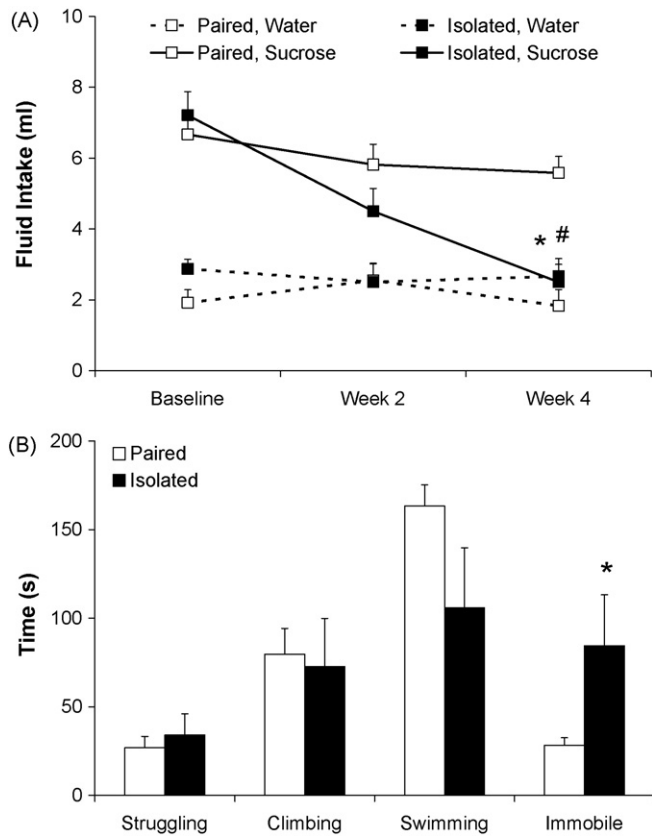 (A)
Paired, Water
Isolated, Water
Paired, Sucrose
Isolated, Sucrose
10
8
6
4
2
0
Fluid Intake (ml)
* #
Baseline
Week 2
Week 4
(B)
Paired
Isolated
200
150
100
50
0
Time (s)
*
Struggling
Climbing
Swimming
Immobile